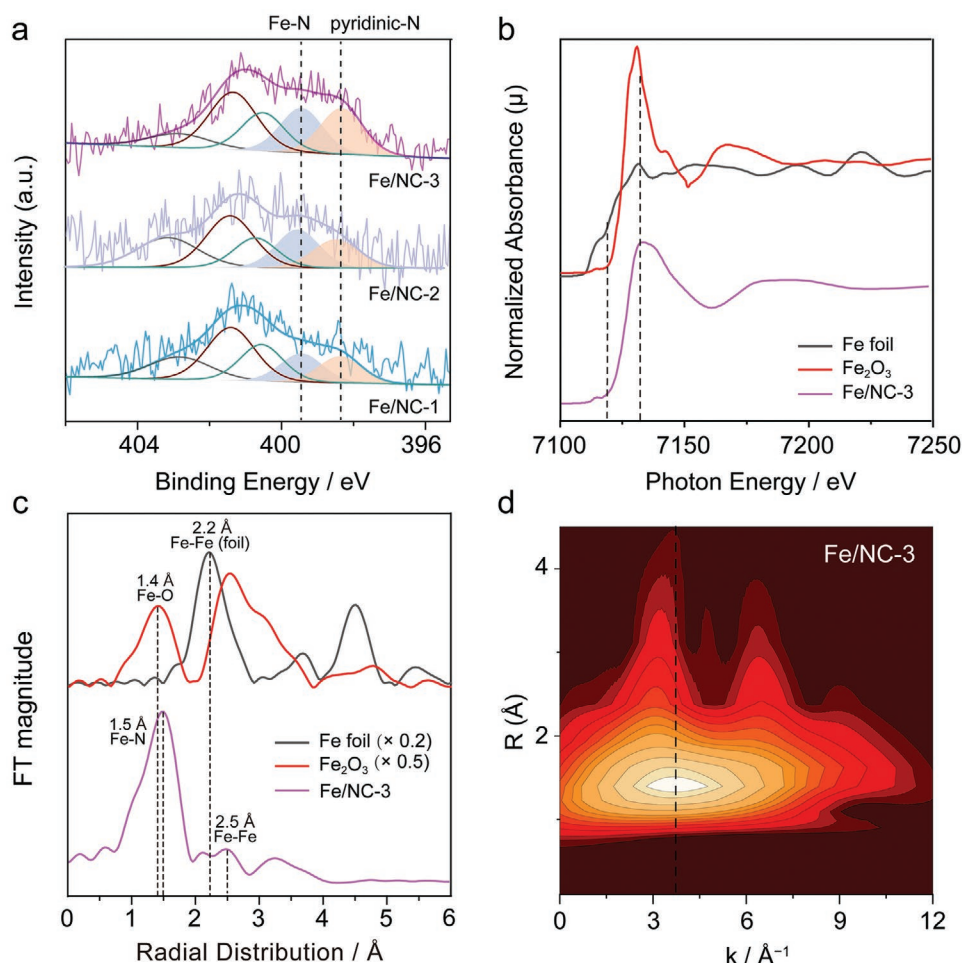 a
Fe-N
pyridinic-N
Intensity (a.u.)
Fe/NC-3
Fe/NC-2
Fe/NC-1
404
400
396
Binding Energy / eV
b
Normalized Absorbance (μ)
Fe foil
Fe₂O₃
Fe/NC-3
7100
7150
7200
7250
Photon Energy / eV
c
FT magnitude
2.2 Å
Fe-Fe (foil)
1.4 Å
Fe-O
1.5 Å
Fe-N
Fe foil (× 0.2)
Fe₂O₃ (× 0.5)
Fe/NC-3
2.5 Å
Fe-Fe
0
1
2
3
4
5
6
Radial Distribution / Å
d
Fe/NC-3
R (Å)
4
2
0
3
6
9
12
k / Å⁻¹